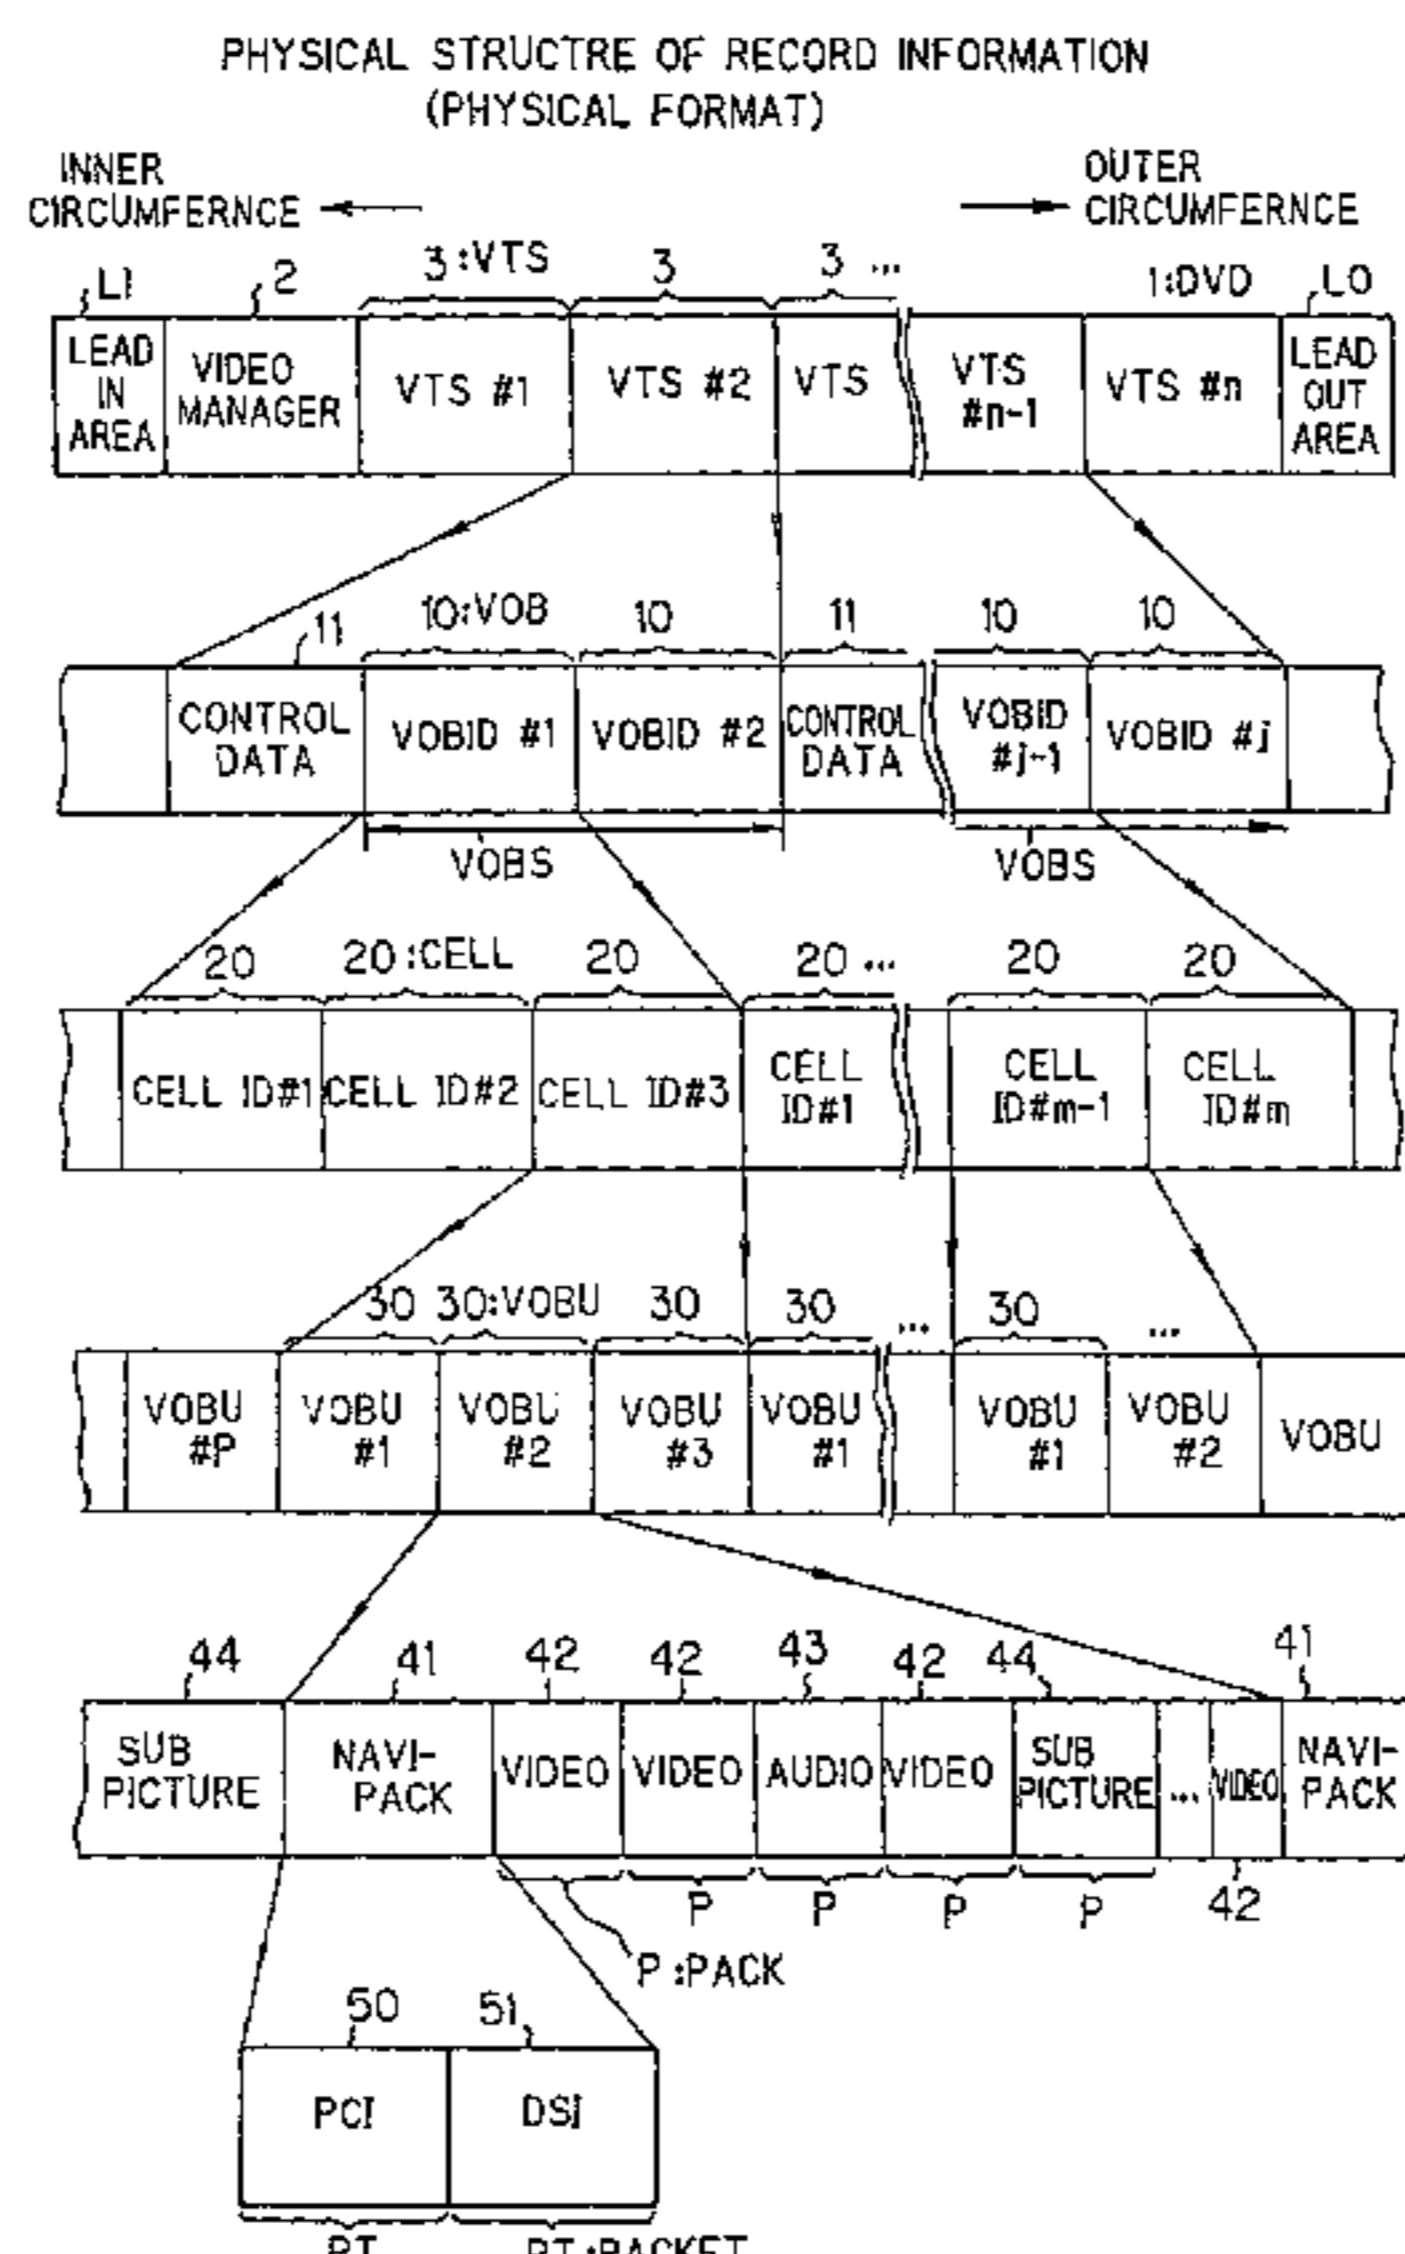 PHYSICAL STRUCTRE OF RECORD INFORMATION
(PHYSICAL FORMAT)
INNER
CIRCUMFERNCE
OUTER
CIRCUMFERNCE
LI 2 3:VTS 3 3 ... 1:DVD LO
LEAD IN AREA
VIDEO MANAGER
VTS #1
VTS #2
VTS
VTS #n-1
VTS #n
LEAD OUT AREA
11 10:VOB 10 11 10 10
CONTROL DATA
VOBID #1
VOBID #2
CONTROL DATA
VOBID #j-1
VOBID #j
VOBS
VOBS
20 20:CELL 20 20 ... 20 20
CELL ID#1
CELL ID#2
CELL ID#3
CELL ID#1
CELL ID#m-1
CELL ID#m
30 30:VOBU 30 30 ... 30 ...
VOBU #P
VOBU #1
VOBU #2
VOBU #3
VOBU #1
VOBU #1
VOBU #2
VOBU
44 41 42 42 43 42 44 41
SUB PICTURE
NAVI-PACK
VIDEO
VIDEO
AUDIO
VIDEO
SUB PICTURE
...
VIDEO
NAVI-PACK
P P P P 42
P:PACK
50 51
PCI
DSI
PT PT:PACKET